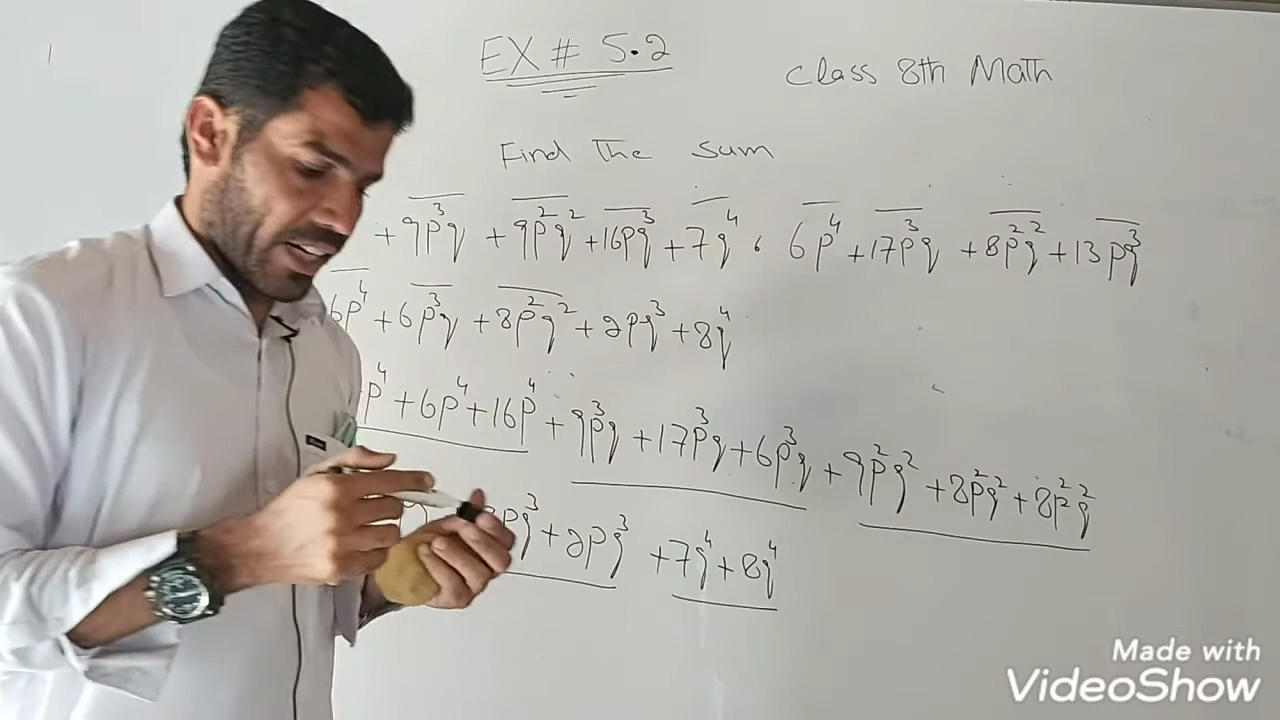 EX # 5.2
Class 8th Math
Find The Sum
+ 9p³q + 9p²q² + 16pq³ + 7q⁴ , 6p⁴ + 17p³q + 8p²q² + 13pq³
6p⁴ + 6p³q + 8p²q² + 2pq³ + 8q⁴
p⁴ + 6p⁴ + 16p⁴ + 9p³q + 17p³q + 6p³q + 9p²q² + 8p²q² + 8p²q²
pq³ + 2pq³ + 7q⁴ + 8q⁴
Made with
VideoShow